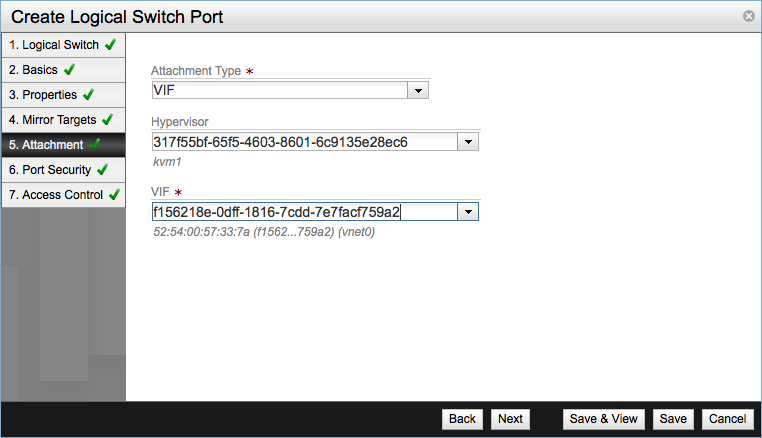 Create Logical Switch Port
1. Logical Switch
2. Basics
3. Properties
4. Mirror Targets
5. Attachment
6. Port Security
7. Access Control
Attachment Type *
VIF
Hypervisor
317f55bf-65f5-4603-8601-6c9135e28ec6
kvm1
VIF *
f156218e-0dff-1816-7cdd-7e7facf759a2
52:54:00:57:33:7a (f1562...759a2) (vnet0)
Back Next Save & View Save Cancel